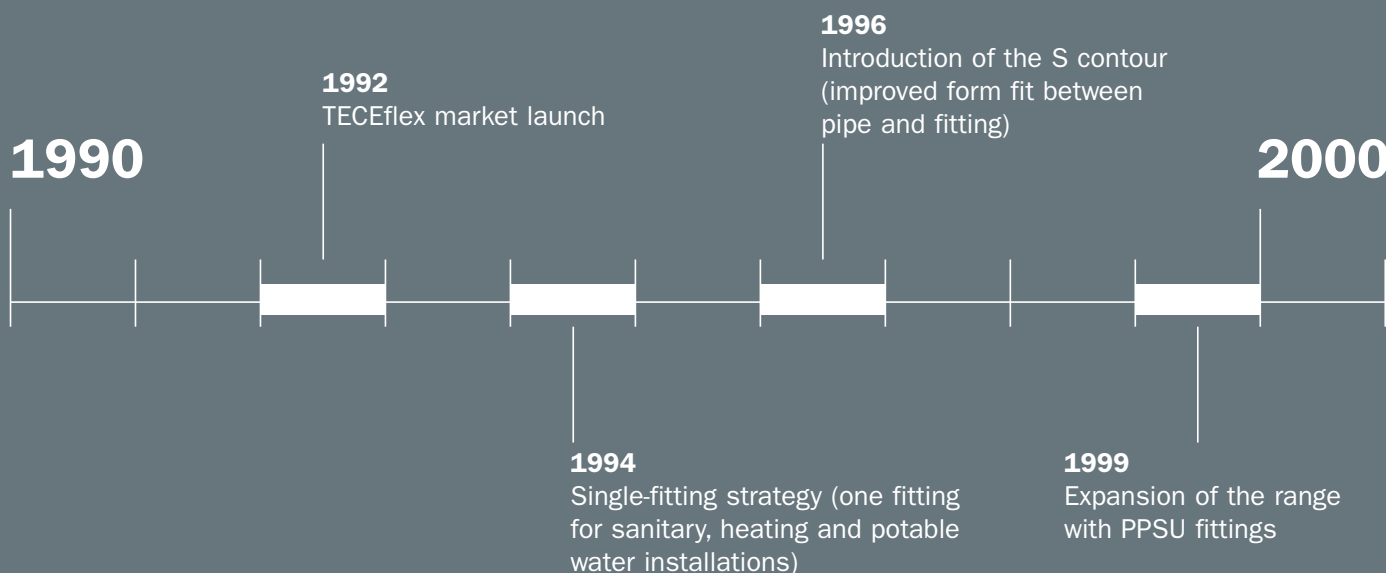 1990
1992
TECEflex market launch
1996
Introduction of the S contour
(improved form fit between
pipe and fitting)
2000
1994
Single-fitting strategy (one fitting
for sanitary, heating and potable
water installations)
1999
Expansion of the range
with PPSU fittings